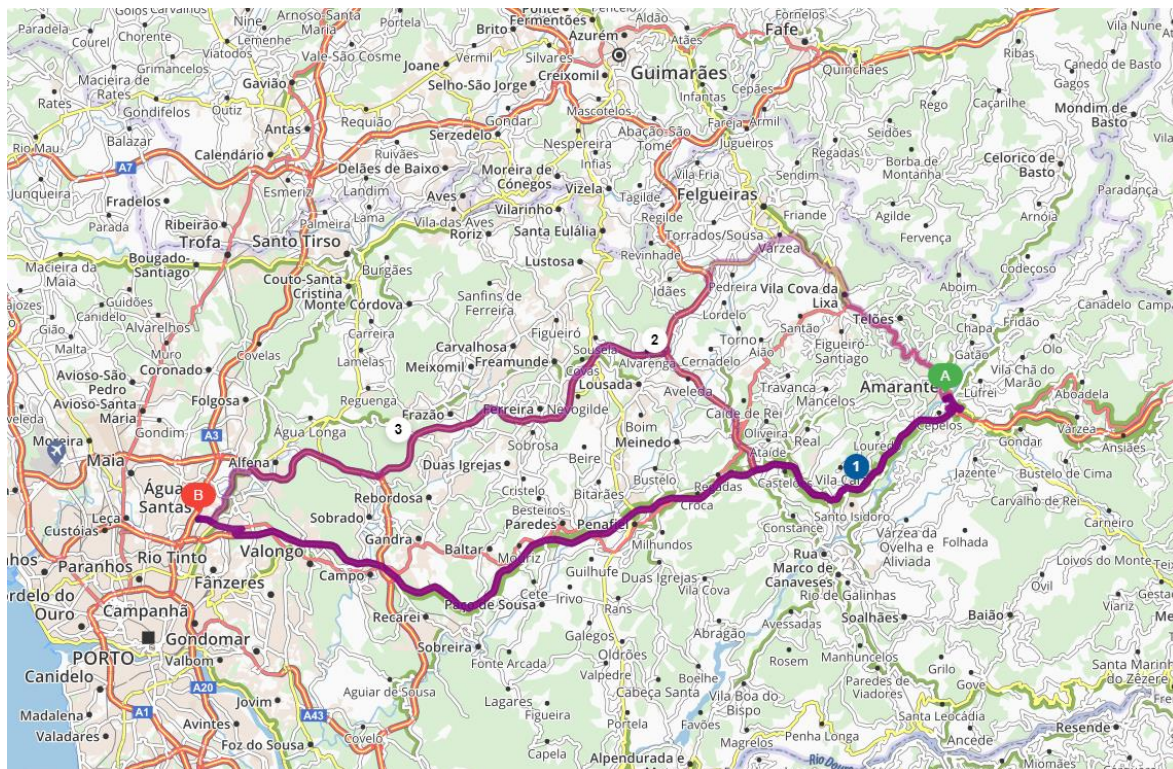 Golos
Carvalhos
Santa
Maria
Arnoso-Santa
Maria
Portela
Ponte
Fermentões
Aldão
Fornelos
Paradela
Courel
Chorente
Viatodos
Lemenhe
Vale-São Cosme
Vermil
Brito
Silvares
Azurém
Atães
Fafe
Vila Nune
Grimancelos
Joane
Ribas
Canedo de Basto
Macieira de
Rates
Cambeses
Gavião
Creixomil
Guimarães
Quinchães
Gagos
Rates
Gondifelos
Outiz
Selho-São Jorge
Cepães
Infantas
Rego
Caçarilhe
Mondim de
Basto
Requião
Gondar
Mascotelos
Antas
Serzedelo
Abação-São
Tomé
Fareja
Armil
Seidões
Rio Mau
Balazar
Calendário
Ruivães
Nespereira
Jugueiros
Regadas
Borba de
Montanha
Celorico de
Basto
A7
Delães de Baixo
Infias
Vila Fria
Sendim
Paradança
Junqueira
Esmeriz
Landim
Moreira de
Cónegos
Vizela
Tagilde
Felgueiras
Fradelos
Aves
Vilarinho
Regilde
Friande
Agilde
Arnóia
Parada
Ribeirão
Palmeira
Lama
Vila-das Aves
Roriz
Santa Eulália
Torrados/Sousa
Fervença
Trofa
Santo Tirso
Revinhade
Várzea
Codeçoso
Macieira da
Maia
Bougado-
Santiago
Burgães
Lustosa
Idães
Pedreira
Vila Cova da
Lixa
Aboim
Guidões
Couto-Santa
Cristina
Monte Córdova
Sanfins de
Ferreira
Lordelo
Telões
Chapa
Fridão
Canadelo
Gião
Canidelo
Alvarelhos
Figueiró
2
Santão
Gatão
Malta
Muro
Covelas
Carreira
Carvalhosa
Sousela
Torno
Figueiró-
Santiago
Olo
Coronado
Lamelas
Meixomil
Freamunde
Covas
Alvarenga
Cernadelo
Aião
A
Vila Chã do
Marão
Avioso-São
Pedro
Lousada
Amarante
Lufrei
Aboadela
Avioso-Santa
Maria
Folgosa
Reguenga
Aveleda
Travanca
Mancelos
Frazão
Ferreira
Nevogilde
Caíde de Rei
Cepelos
Várzea
Gondim
A3
3
Boim
Oliveira
Real
Gondar
Ansiães
Água Longa
Sobrosa
Meinedo
Louredo
Moreira
Maia
Alfena
Duas Igrejas
Beire
Ataíde
1
Jazente
Bustelo de Cima
Água
Santas
B
Rebordosa
Cristelo
Bitarães
Bustelo
Castelões
Vila Caiz
Carvalho de Rei
Leça
Sobrado
Besteiros
Recadas
Santo Isidoro
Custóias
Gandra
Paredes
Penafiel
Croca
Constance
Várzea da
Ovelha e
Aliviada
Carneiro
Rio Tinto
Valongo
Baltar
Mouriz
Milhundos
Folhada
Paranhos
Campo
Guilhufe
Rua
Marco de
Canaveses
Loivos do Monte
Fânzeres
Duas Igrejas
Cete
Irivo
Vila Cova
Rio de Galinhas
Ovil
Ouro
Campanhã
Recarei
Paço de Sousa
Rans
Soalhães
Baião
Viariz
Gondomar
Avessadas
PORTO
Sobreira
Galegos
Abragão
Valbom
Fonte Arcada
Oldrões
Rosem
Manhuncelos
Grilo
Santa Marinha
do Zêzere
Canidelo
Valpedre
Boelhe
Paredes de
Viadores
Gove
A20
Jovim
Aguiar de Sousa
Cabeça Santa
Vila Boa do
Bispo
Madalena
A1
Avintes
A43
Lagares
Figueira
Favões
Santa Leocádia
Resende
Valadares
Foz do Sousa
Covelo
Portela
Penha Longa
Ancede
Capela
Magrelos
Alpendurada e
Rio Douro
Miomães